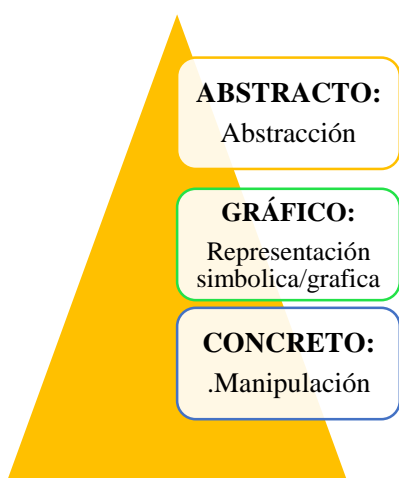 ABSTRACTO:
Abstracción
GRÁFICO:
Representación
simbolica/grafica
CONCRETO:
.Manipulación